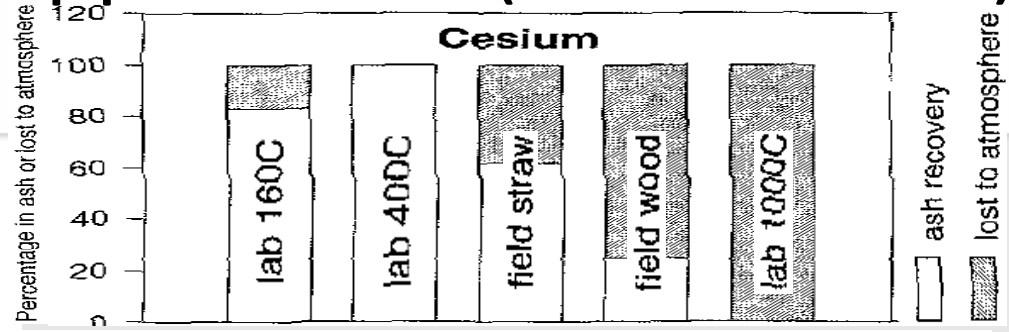 Cesium
Percentage in ash or lost to atmosphere
120
100
80
60
40
20
0
lab 160C
lab 400C
field straw
field wood
lab 1000C
ash recovery
lost to atmosphere